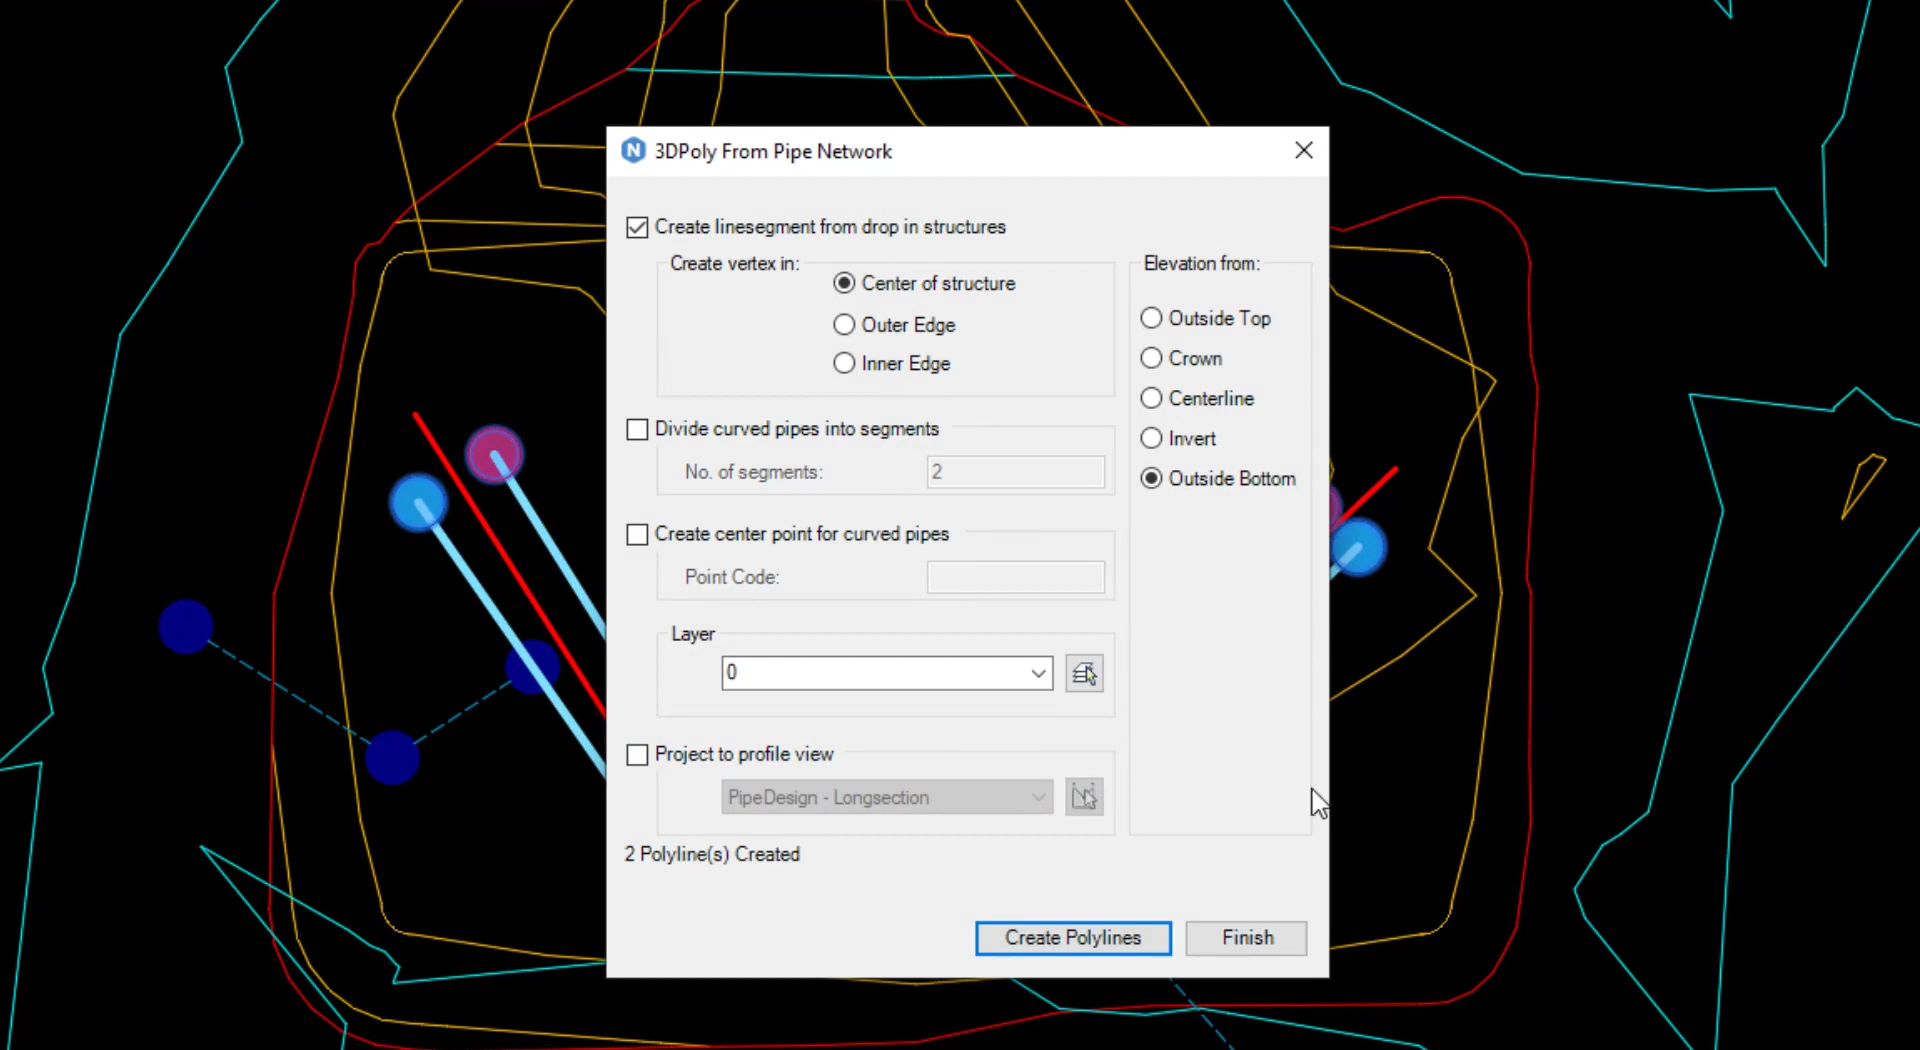 N 3DPoly From Pipe Network
Create linesegment from drop in structures
Create vertex in:
Center of structure
Outer Edge
Inner Edge
Elevation from:
Outside Top
Crown
Centerline
Invert
Outside Bottom
Divide curved pipes into segments
No. of segments: 2
Create center point for curved pipes
Point Code:
Layer
0
Project to profile view
PipeDesign - Longsection
2 Polyline(s) Created
Create Polylines
Finish